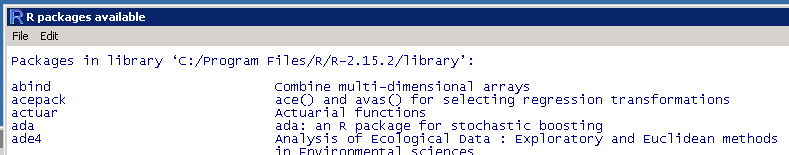 R packages available
File Edit
Packages in library ‘C:/Program Files/R/R-2.15.2/library’:
abind Combine multi-dimensional arrays
acepack ace() and avas() for selecting regression transformations
actuar Actuarial functions
ada ada: an R package for stochastic boosting
ade4 Analysis of Ecological Data : Exploratory and Euclidean methods
in Environmental sciences